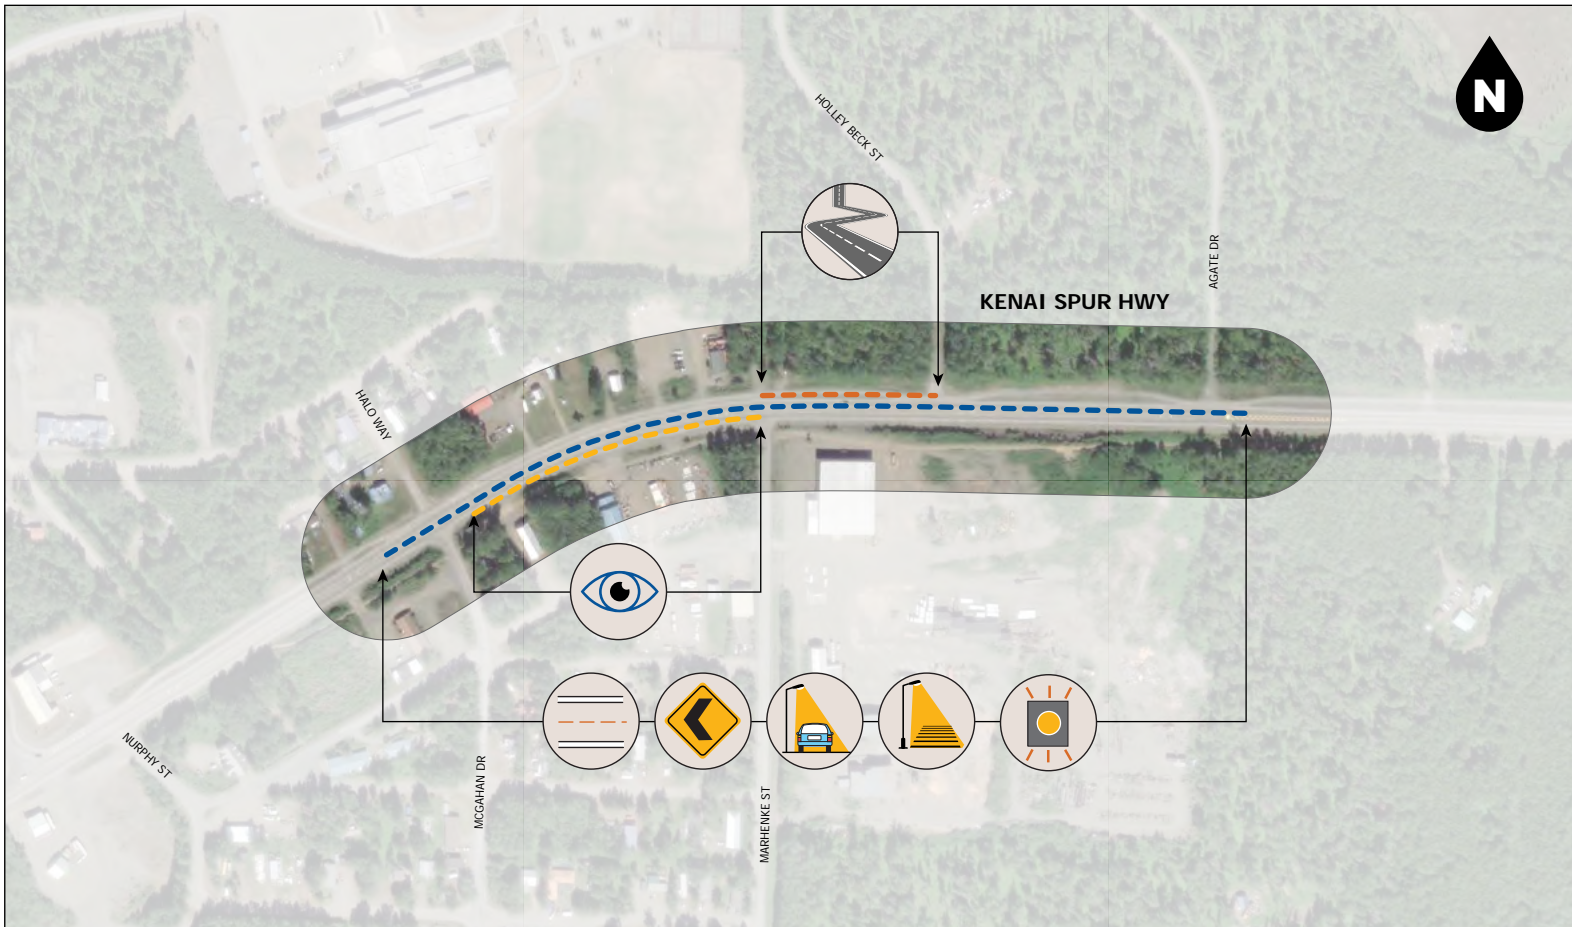 N
HOLLEY BECK ST
AGATE DR
KENAI SPUR HWY
HALO WAY
NURPHY ST
MCGAHAN DR
MARHENKE ST